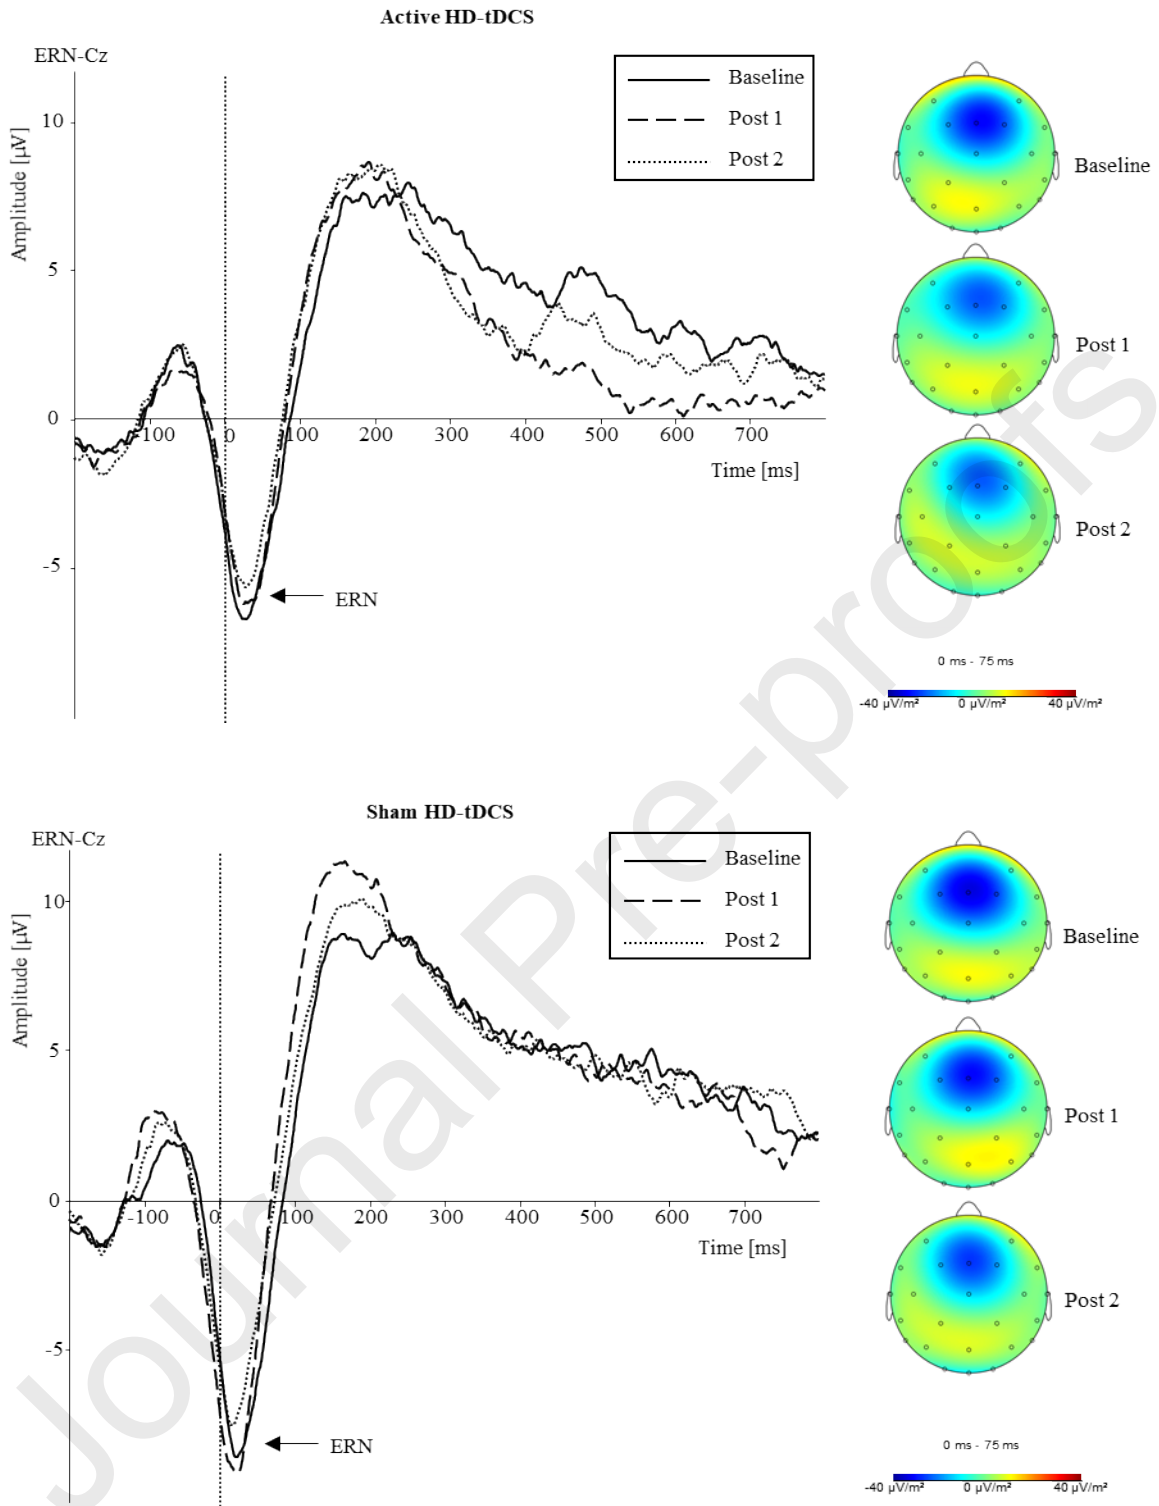 Active HD-tDCS
ERN-Cz
Baseline
Post 1
Post 2
10
5
0
-5
Amplitude [µV]
-100 0 100 200 300 400 500 600 700
Time [ms]
ERN
Baseline
Post 1
Post 2
0 ms - 75 ms
-40 µV/m² 0 µV/m² 40 µV/m²
Sham HD-tDCS
ERN-Cz
Baseline
Post 1
Post 2
10
5
0
-5
Amplitude [µV]
-100 0 100 200 300 400 500 600 700
Time [ms]
ERN
Baseline
Post 1
Post 2
0 ms - 75 ms
-40 µV/m² 0 µV/m² 40 µV/m²
Journal Pre-proofs